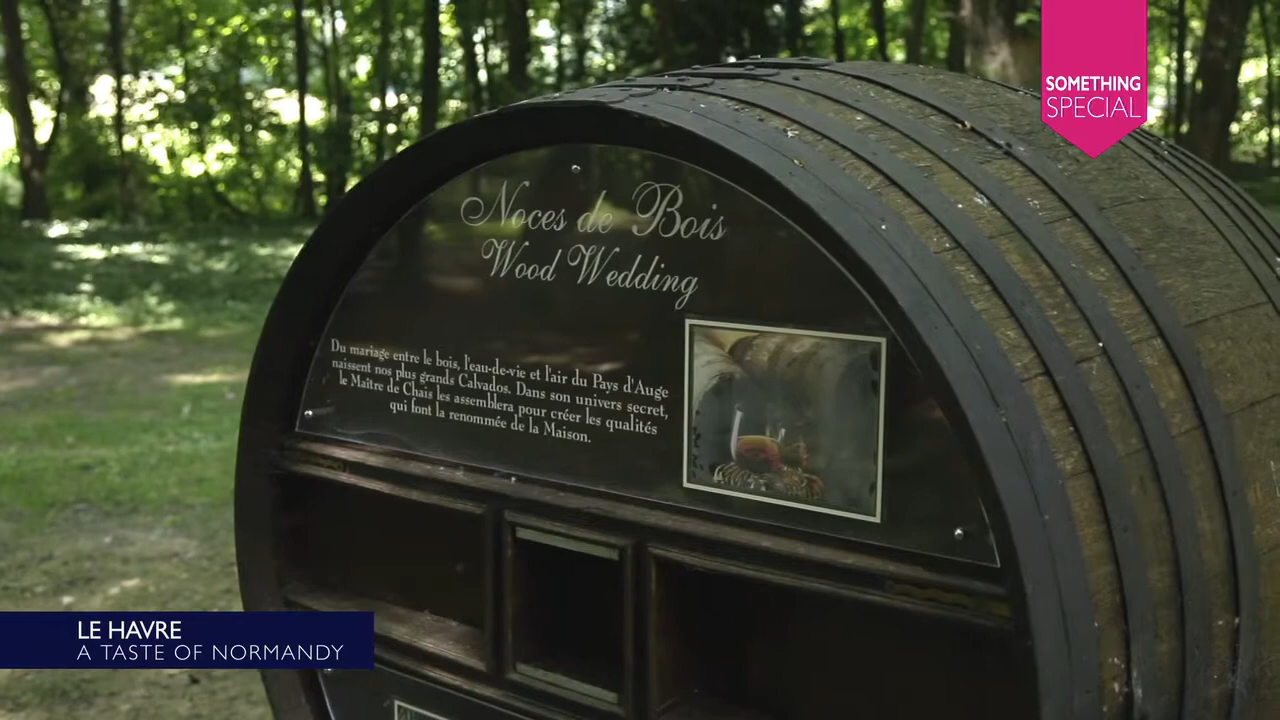 SOMETHING
SPECIAL
Noces de Bois
Wood Wedding
Du mariage entre le bois, l'eau-de-vie et l'air du Pays d'Auge
naissent nos plus grands Calvados. Dans son univers secret,
le Maître de Chais les assemblera pour créer les qualités
qui font la renommée de la Maison.
LE HAVRE
A TASTE OF NORMANDY